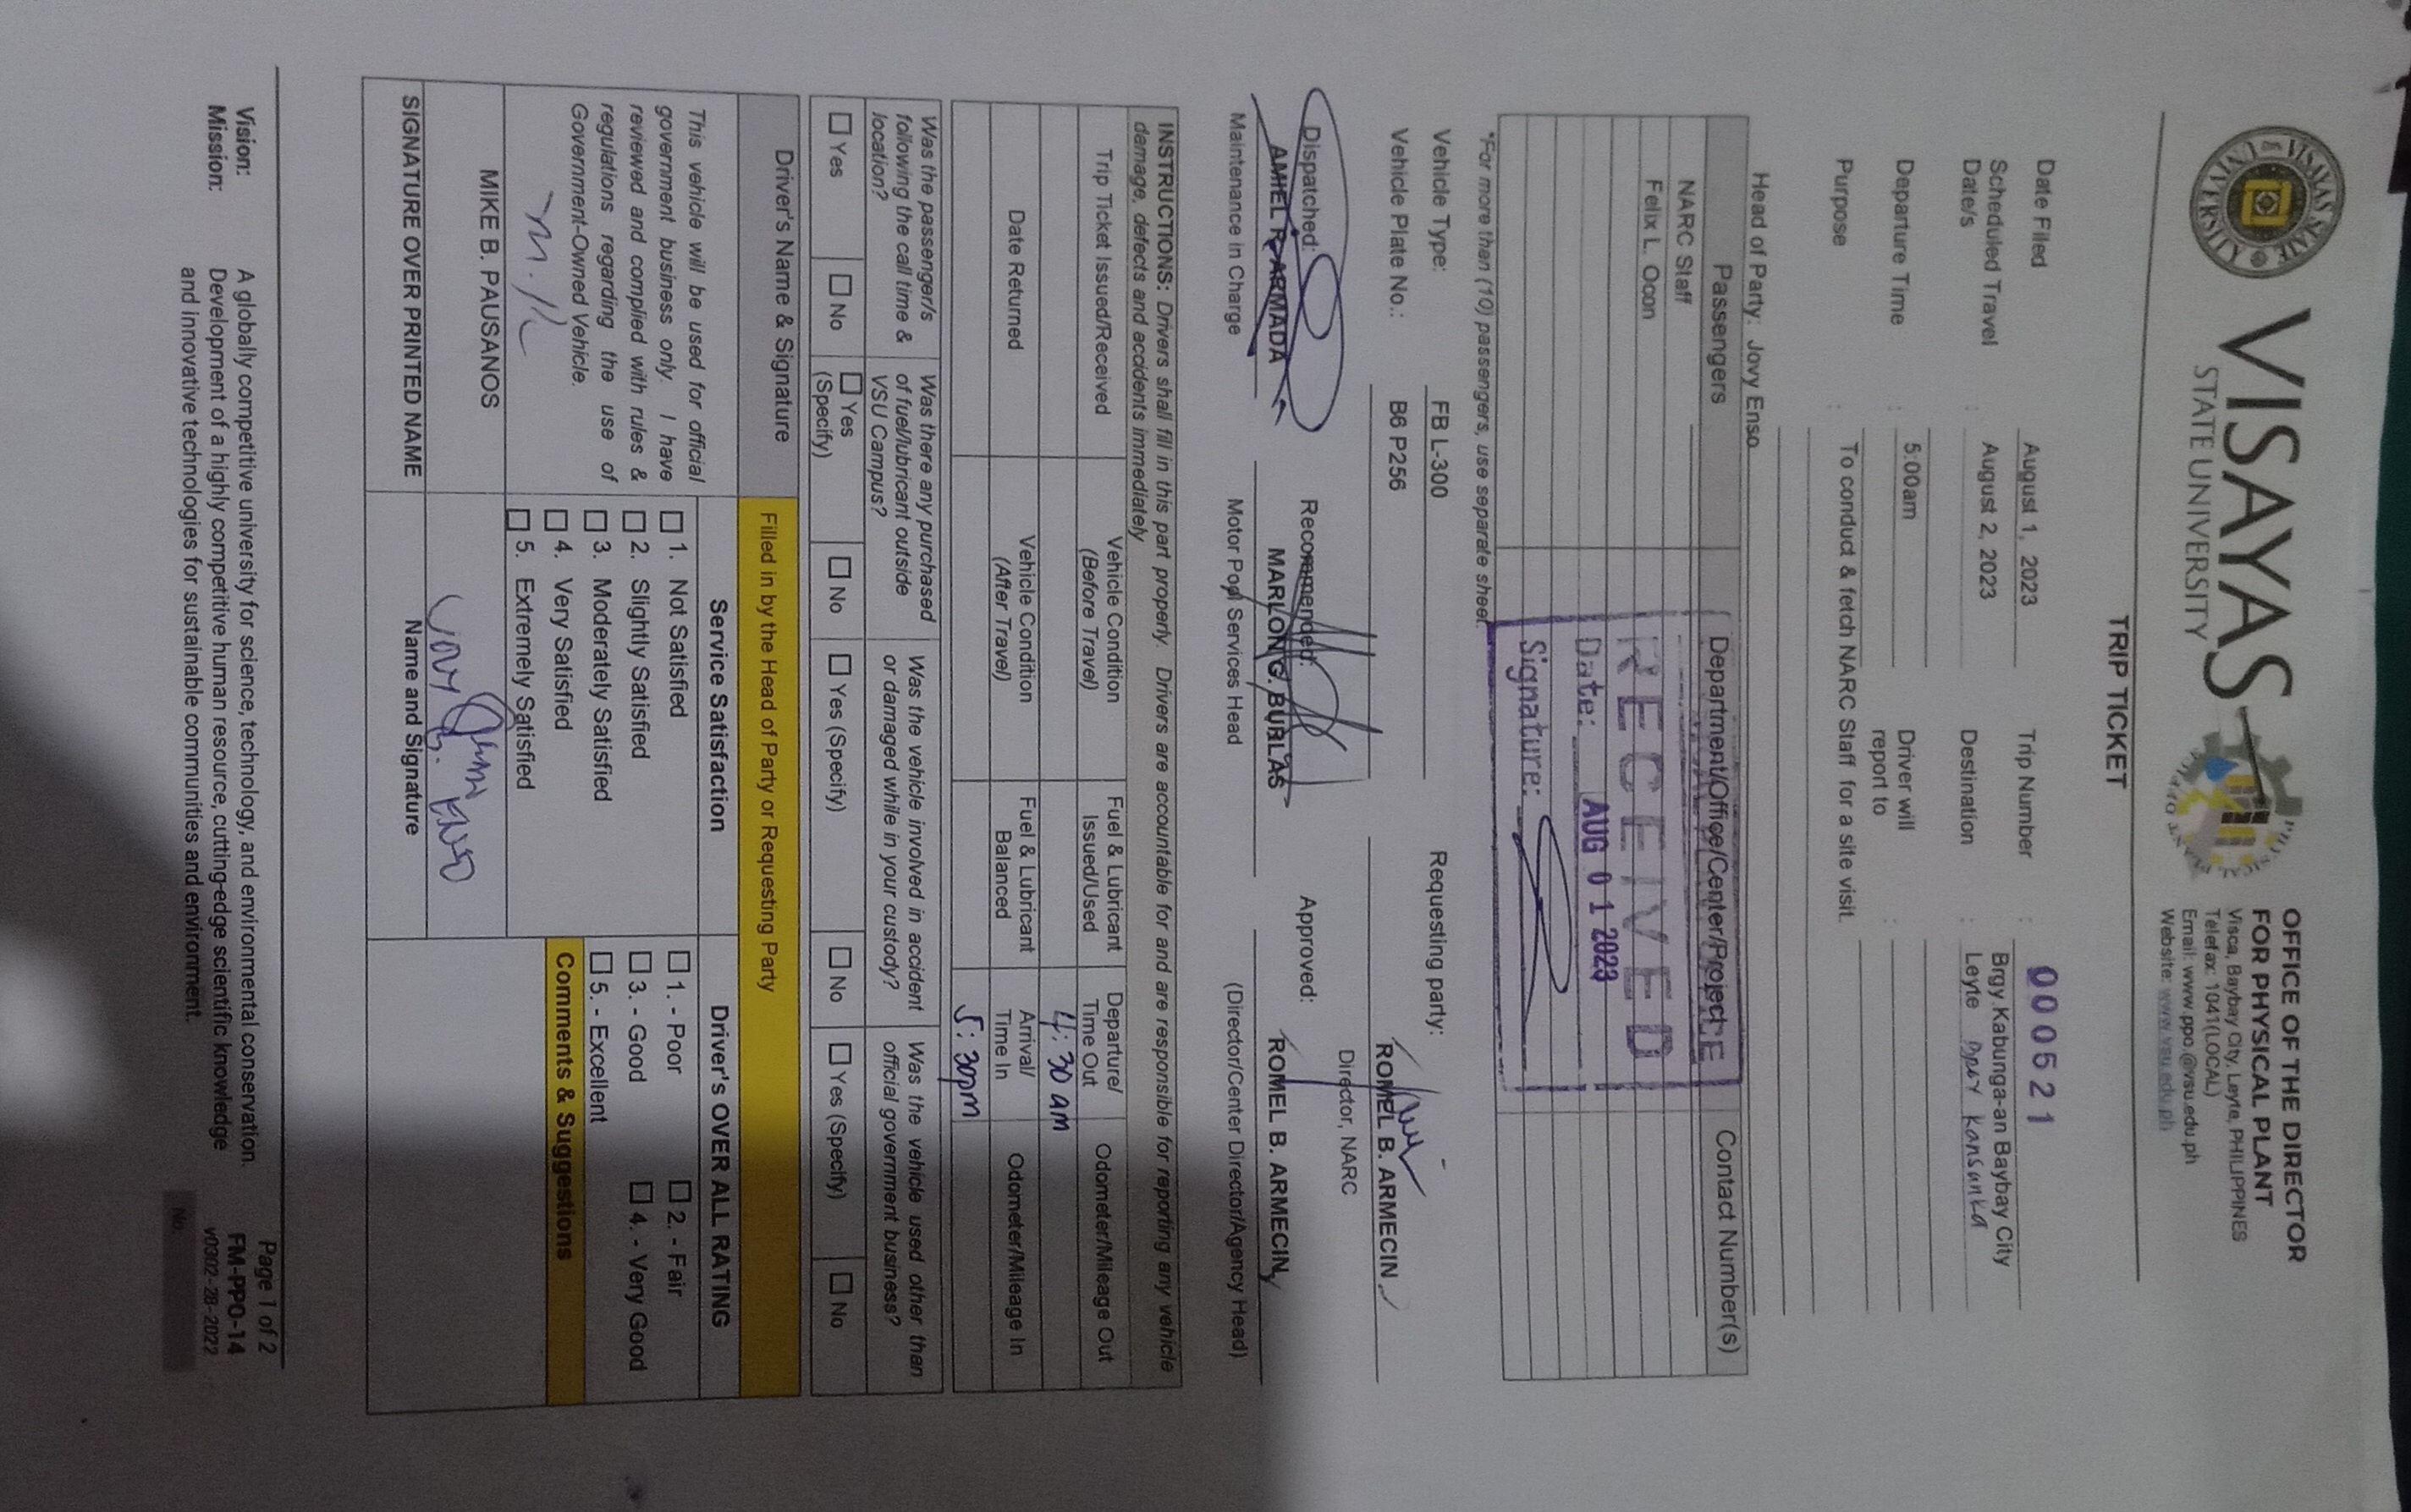 VISAYAS STATE UNIVERSITY
VISAYAS
STATE UNIVERSITY
OFFICE OF THE DIRECTOR
FOR PHYSICAL PLANT
Visca, Baybay City, Leyte, PHILIPPINES
Telefax: 1041(LOCAL)
Email: www.ppo.@vsu.edu.ph
Website: www.vsu.edu.ph
TRIP TICKET
Date Filed : August 1, 2023 Trip Number : 000621
Scheduled Travel Date/s : August 2, 2023 Destination : Brgy.Kabunga-an Baybay City Leyte Brgy Kansunka
Departure Time : 5:00am Driver will report to :
Purpose : To conduct & fetch NARC Staff for a site visit.
Head of Party: Jovy Enso
Passengers Department/Office/Center/Project Contact Number(s)
NARC Staff
Felix L. Ocon
RECEIVED
Date: AUG 01 2023
Signature:
*For more than (10) passengers, use separate sheet.
Vehicle Type: FB L-300 Requesting party:
Vehicle Plate No.: B6 P256 ROMEL B. ARMECIN
Director, NARC
Dispatched: Recommended: Approved:
AMIEL R. ARMADA MARLON G. BURLAS ROMEL B. ARMECIN
Maintenance in Charge Motor Pool Services Head (Director/Center Director/Agency Head)
INSTRUCTIONS: Drivers shall fill in this part properly. Drivers are accountable for and are responsible for reporting any vehicle
damage, defects and accidents immediately
Trip Ticket Issued/Received Vehicle Condition (Before Travel) Fuel & Lubricant Issued/Used Departure/ Time Out Odometer/Mileage Out
4:30 am
Date Returned Vehicle Condition (After Travel) Fuel & Lubricant Balanced Arrival/ Time In Odometer/Mileage In
5:30pm
Was the passenger/s following the call time & location? Was there any purchased of fuel/lubricant outside VSU Campus? Was the vehicle involved in accident or damaged while in your custody? Was the vehicle used other than official government business?
☐ Yes ☐ No ☐ Yes (Specify) ☐ No ☐ Yes (Specify) ☐ No ☐ Yes (Specify) ☐ No
Driver's Name & Signature Filled in by the Head of Party or Requesting Party
Service Satisfaction Driver's OVER ALL RATING
This vehicle will be used for official
government business only. I have
reviewed and complied with rules &
regulations regarding the use of
Government-Owned Vehicle.
☐ 1. Not Satisfied
☐ 2. Slightly Satisfied
☐ 3. Moderately Satisfied
☐ 4. Very Satisfied
☐ 5. Extremely Satisfied
☐ 1. - Poor ☐ 2. - Fair
☐ 3. - Good ☐ 4. - Very Good
☐ 5. - Excellent
Comments & Suggestions
MIKE B. PAUSANOS
JOVY B. ENSO
SIGNATURE OVER PRINTED NAME Name and Signature
Vision: A globally competitive university for science, technology, and environmental conservation.
Mission: Development of a highly competitive human resource, cutting-edge scientific knowledge
and innovative technologies for sustainable communities and environment.
Page 1 of 2
FM-PPO-14
v0302-28-2022
No.